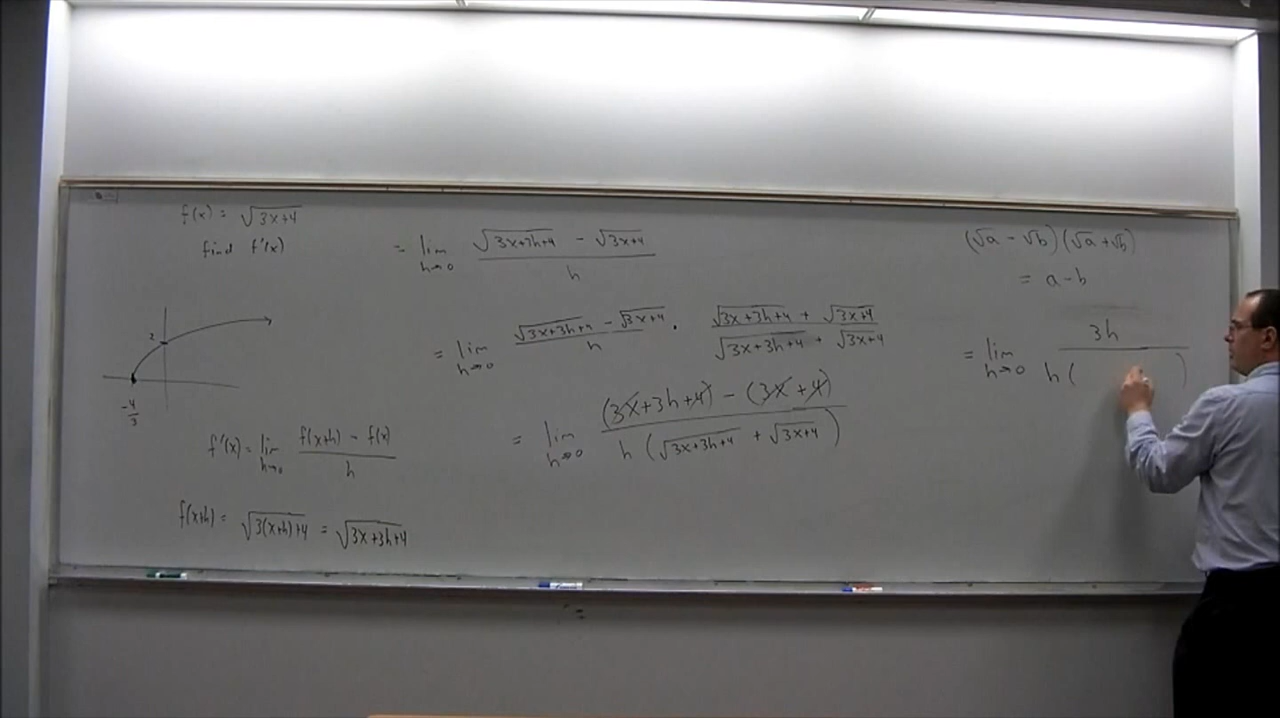 f(x) = √(3x+4)
find f'(x)
2
-4/3
f'(x) = lim h→0 (f(x+h) - f(x))/h
f(x+h) = √(3(x+h)+4) = √(3x+3h+4)
= lim h→0 (√(3x+3h+4) - √(3x+4))/h
= lim h→0 (√(3x+3h+4) - √(3x+4))/h · (√(3x+3h+4) + √(3x+4))/(√(3x+3h+4) + √(3x+4))
= lim h→0 ((3x+3h+4) - (3x+4))/(h(√(3x+3h+4) + √(3x+4)))
(√a - √b)(√a + √b)
= a-b
= lim h→0 3h/(h( ))